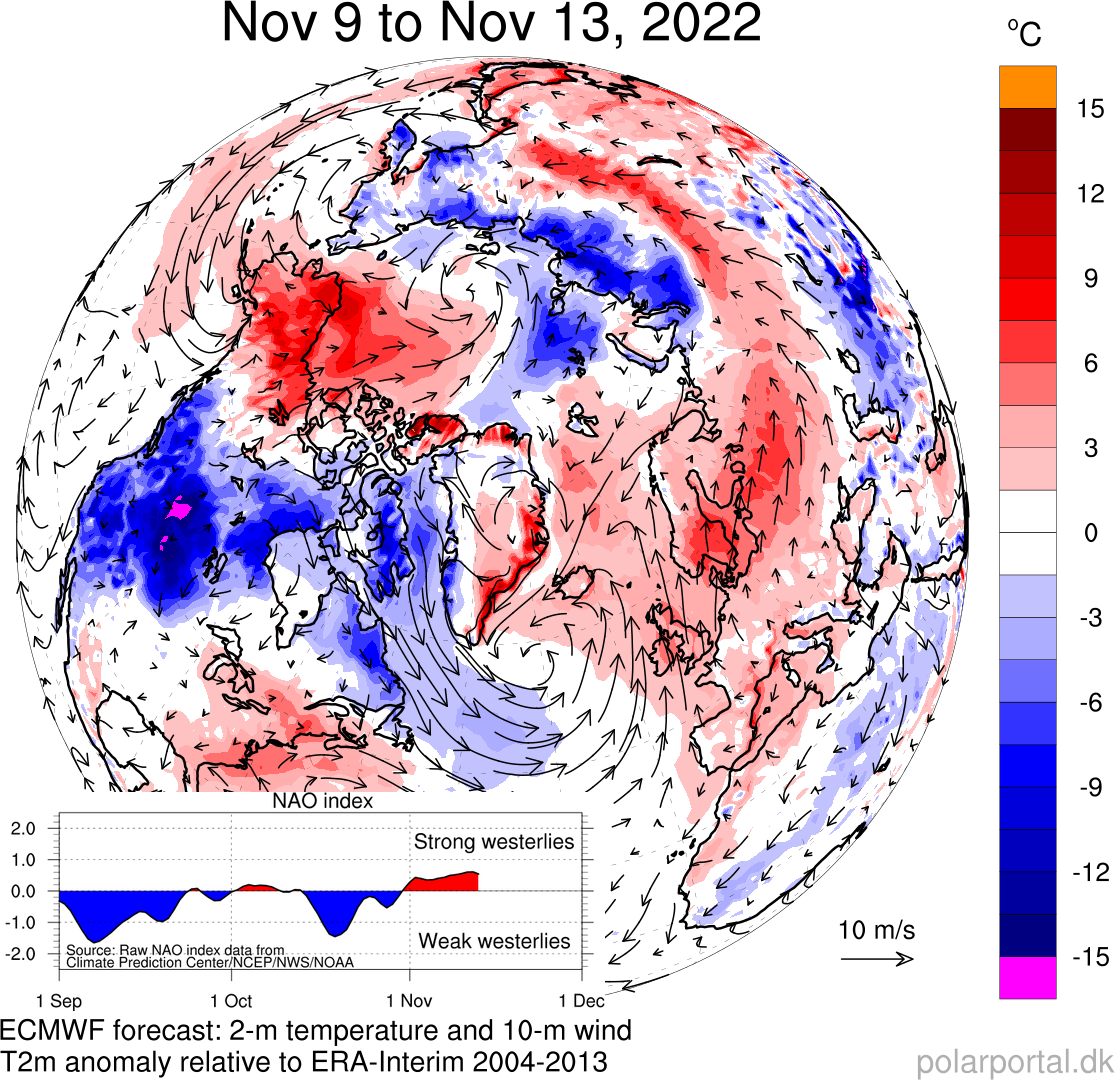 Nov 9 to Nov 13, 2022
°C
15
12
9
6
3
0
-3
-6
-9
-12
-15
10 m/s
NAO index
2.0
1.0
0.0
-1.0
-2.0
Strong westerlies
Weak westerlies
Source: Raw NAO index data from
Climate Prediction Center/NCEP/NWS/NOAA
1 Sep 1 Oct 1 Nov 1 Dec
ECMWF forecast: 2-m temperature and 10-m wind
T2m anomaly relative to ERA-Interim 2004-2013
polarportal.dk